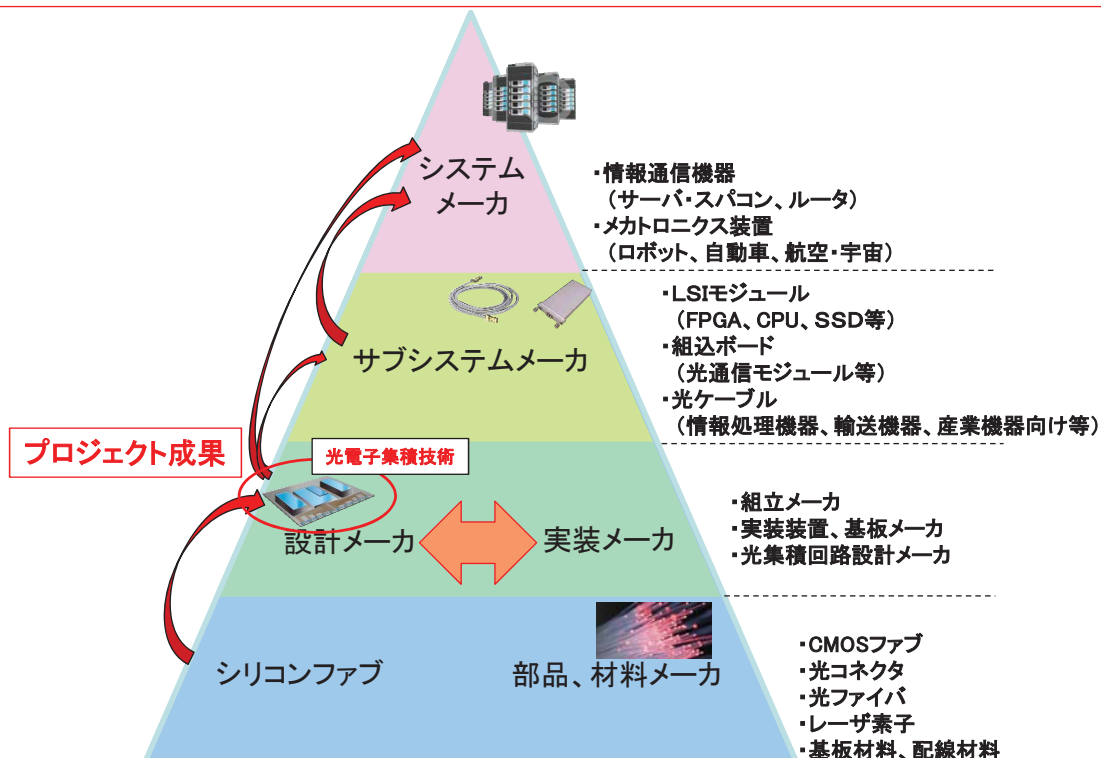 システム
メーカ
・情報通信機器
（サーバ・スパコン、ルータ）
・メカトロニクス装置
（ロボット、自動車、航空・宇宙）
サブシステムメーカ
・LSIモジュール
（FPGA、CPU、SSD等）
・組込ボード
（光通信モジュール等）
・光ケーブル
（情報処理機器、輸送機器、産業機器向け等）
プロジェクト成果
光電子集積技術
設計メーカ
実装メーカ
・組立メーカ
・実装装置、基板メーカ
・光集積回路設計メーカ
シリコンファブ
部品、材料メーカ
・CMOSファブ
・光コネクタ
・光ファイバ
・レーザ素子
・基板材料、配線材料